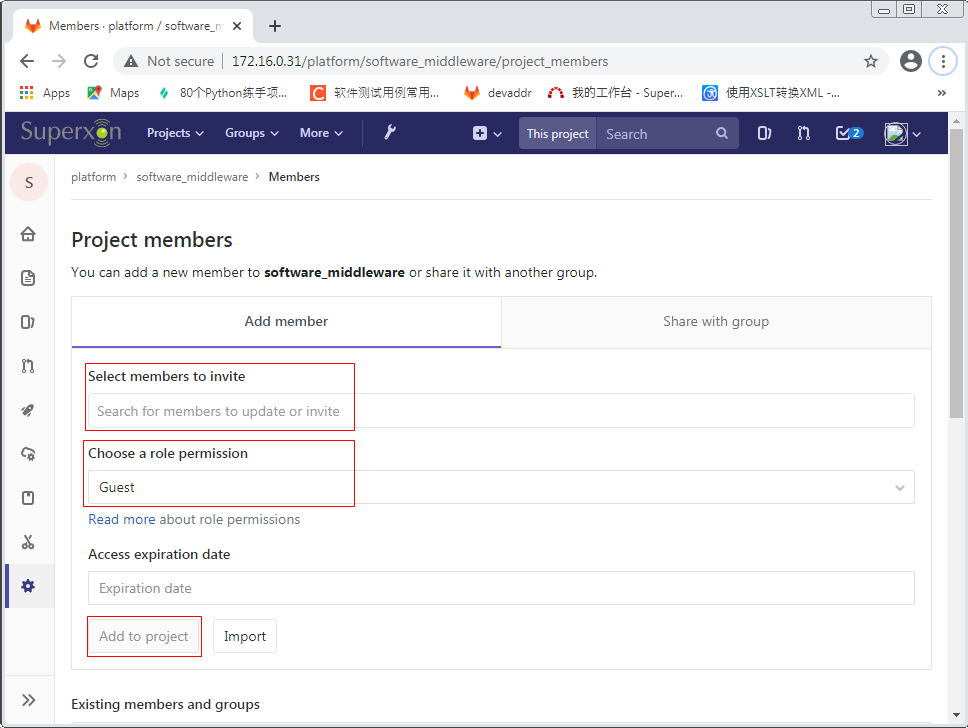 Members · platform / software_m
Not secure | 172.16.0.31/platform/software_middleware/project_members
Apps Maps 80个Python练手项... 软件测试用例常用... devaddr 我的工作台 - Super... 使用XSLT转换XML -... »
Superxon Projects Groups More This project Search 2
S
platform > software_middleware > Members
Project members
You can add a new member to software_middleware or share it with another group.
Add member Share with group
Select members to invite
Search for members to update or invite
Choose a role permission
Guest
Read more about role permissions
Access expiration date
Expiration date
Add to project Import
Existing members and groups